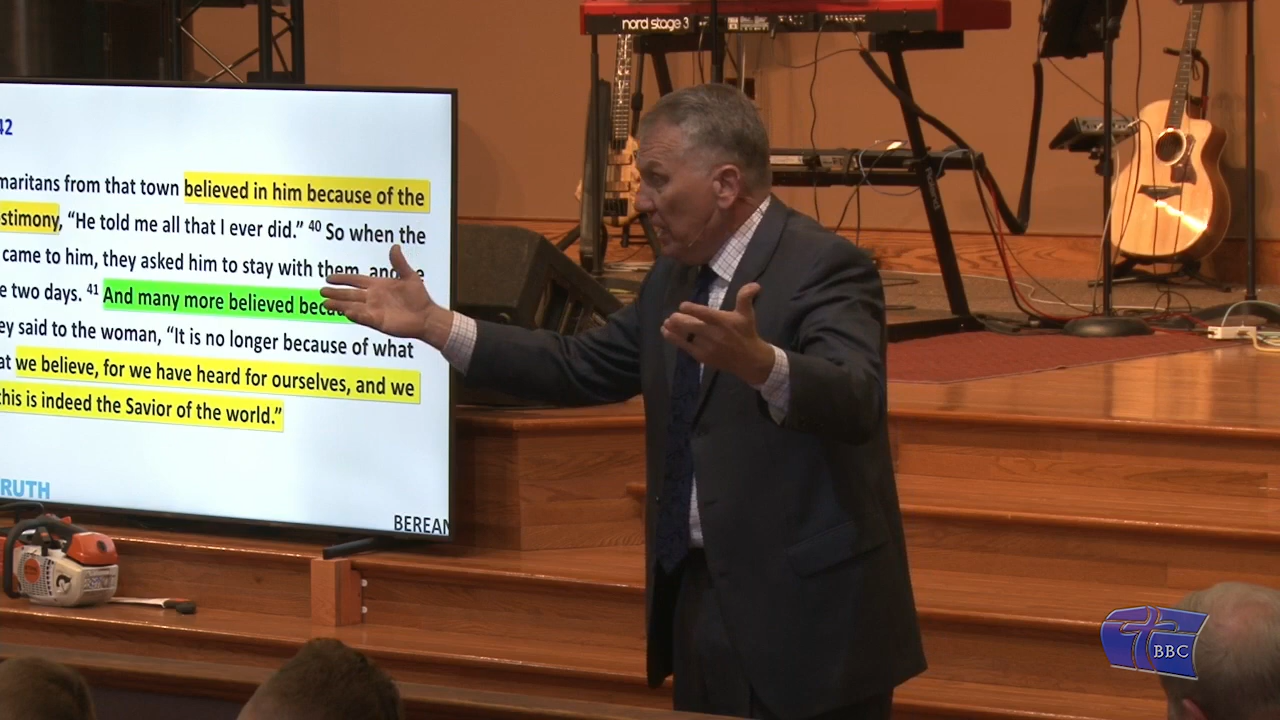 nord stage 3
42
maritans from that town believed in him because of the
estimony, “He told me all that I ever did.” 40 So when the
came to him, they asked him to stay with them, and
e two days. 41 And many more believed
ey said to the woman, “It is no longer because of what
at we believe, for we have heard for ourselves, and we
this is indeed the Savior of the world.”
RUTH
BEREAN
BBC